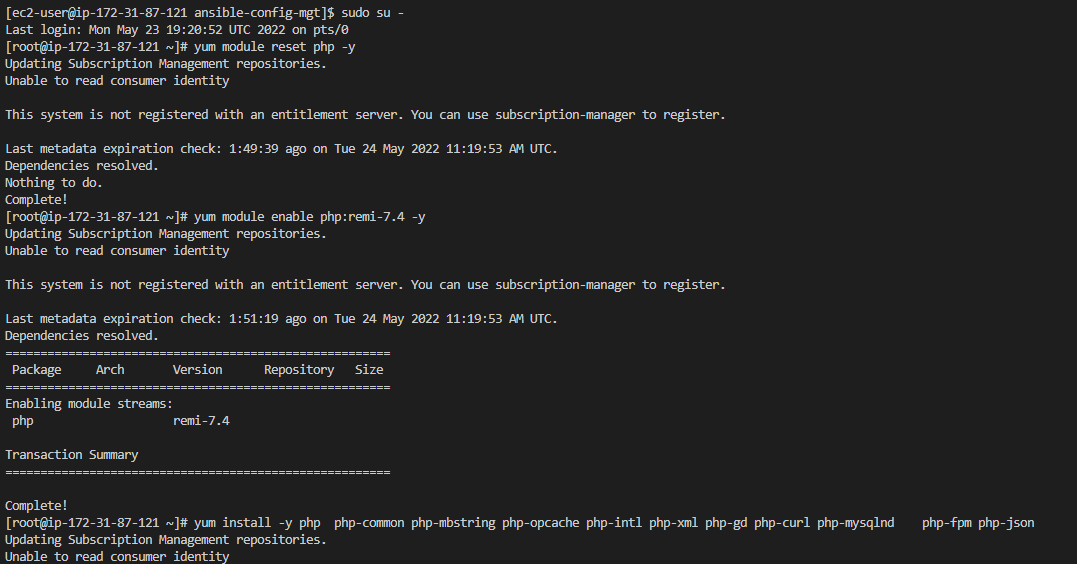 [ec2-user@ip-172-31-87-121 ansible-config-mgt]$ sudo su -
Last login: Mon May 23 19:20:52 UTC 2022 on pts/0
[root@ip-172-31-87-121 ~]# yum module reset php -y
Updating Subscription Management repositories.
Unable to read consumer identity

This system is not registered with an entitlement server. You can use subscription-manager to register.

Last metadata expiration check: 1:49:39 ago on Tue 24 May 2022 11:19:53 AM UTC.
Dependencies resolved.
Nothing to do.
Complete!
[root@ip-172-31-87-121 ~]# yum module enable php:remi-7.4 -y
Updating Subscription Management repositories.
Unable to read consumer identity

This system is not registered with an entitlement server. You can use subscription-manager to register.

Last metadata expiration check: 1:51:19 ago on Tue 24 May 2022 11:19:53 AM UTC.
Dependencies resolved.
=======================================================
 Package     Arch       Version      Repository   Size
=======================================================
Enabling module streams:
 php                    remi-7.4

Transaction Summary
=======================================================

Complete!
[root@ip-172-31-87-121 ~]# yum install -y php  php-common php-mbstring php-opcache php-intl php-xml php-gd php-curl php-mysqlnd    php-fpm php-json
Updating Subscription Management repositories.
Unable to read consumer identity